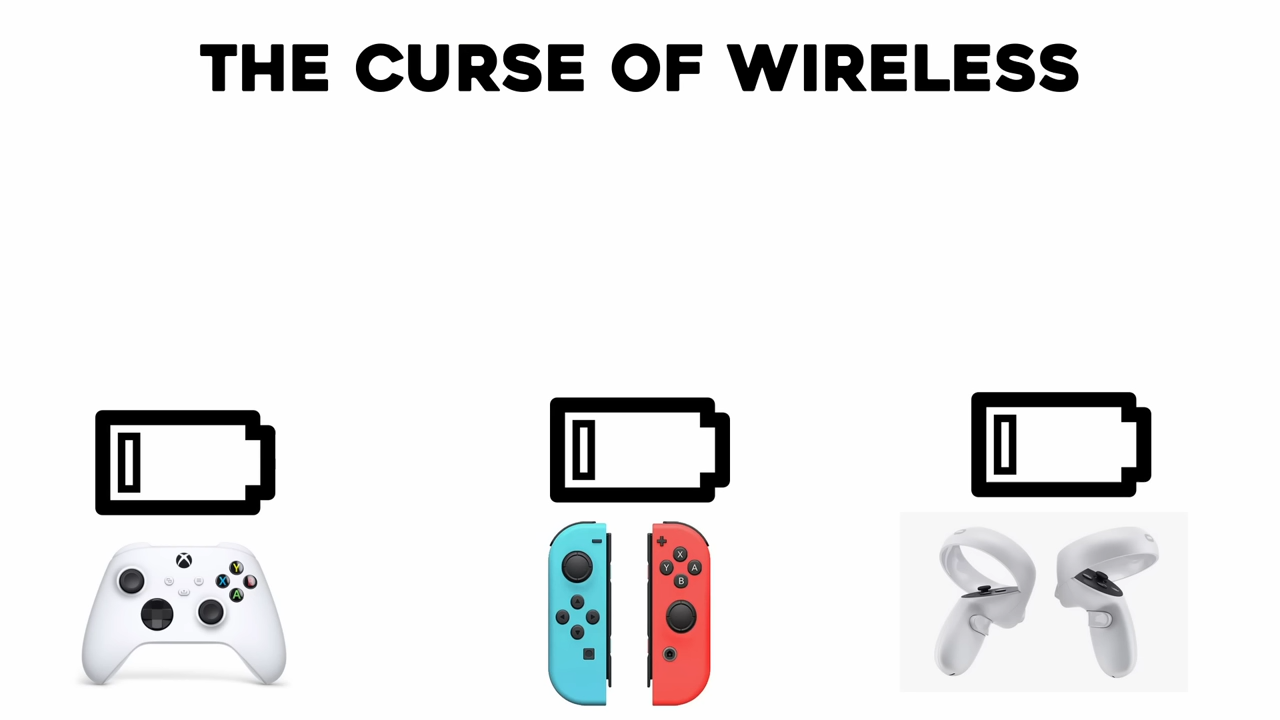 THE CURSE OF WIRELESS
Y
X
A
X
Y
A
B